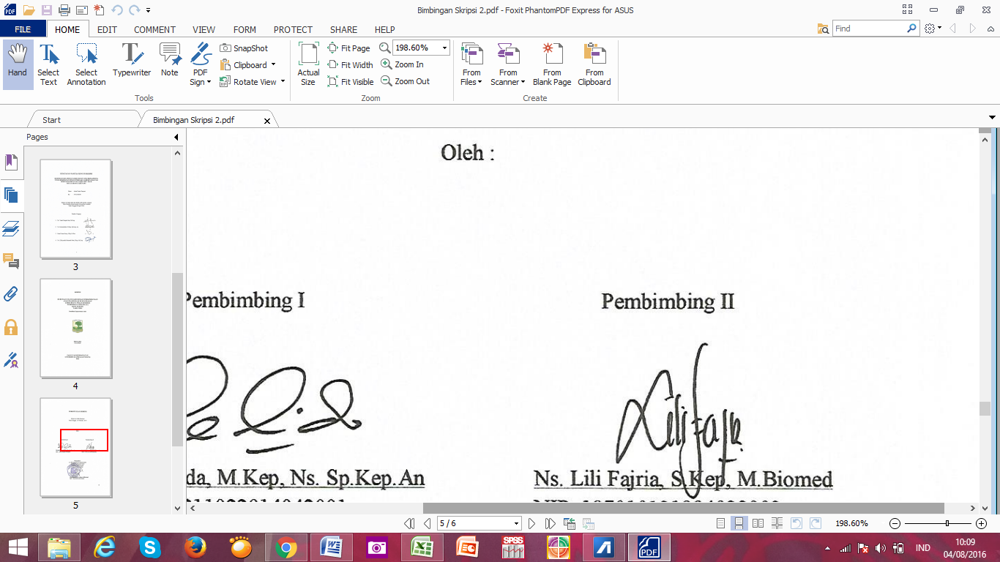 Bimbingan Skripsi 2.pdf - Foxit PhantomPDF Express for ASUS
FILE HOME EDIT COMMENT VIEW FORM PROTECT SHARE HELP
Find
Hand
Select Text
Select Annotation
Typewriter
Note
PDF Sign
SnapShot
Clipboard
Rotate View
Tools
Actual Size
Fit Page
Fit Width
Fit Visible
198.60%
Zoom In
Zoom Out
Zoom
From Files
From Scanner
From Blank Page
From Clipboard
Create
Start
Bimbingan Skripsi 2.pdf
Pages
3
4
5
Oleh :
Pembimbing I
Pembimbing II
Lili Fajr
da, M.Kep, Ns. Sp.Kep.An
Ns. Lili Fajria, S.Kep, M.Biomed
5 / 6
198.60%
SPSS
PDF
IND
10:09
04/08/2016